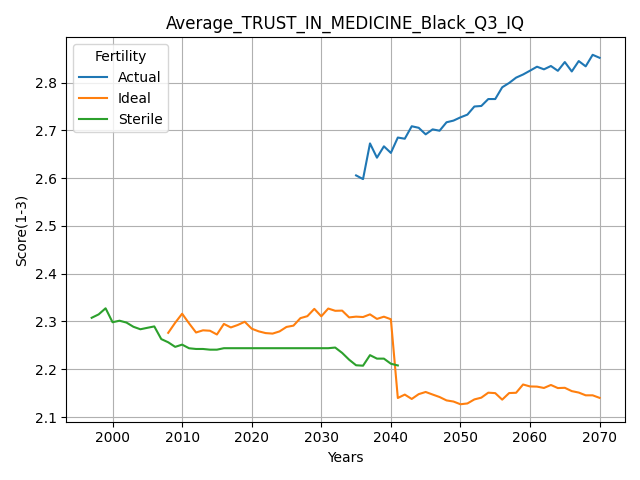 Average_TRUST_IN_MEDICINE_Black_Q3_IQ
Fertility
Actual
Ideal
Sterile
Score(1-3)
2.8
2.7
2.6
2.5
2.4
2.3
2.2
2.1
2000 2010 2020 2030 2040 2050 2060 2070
Years